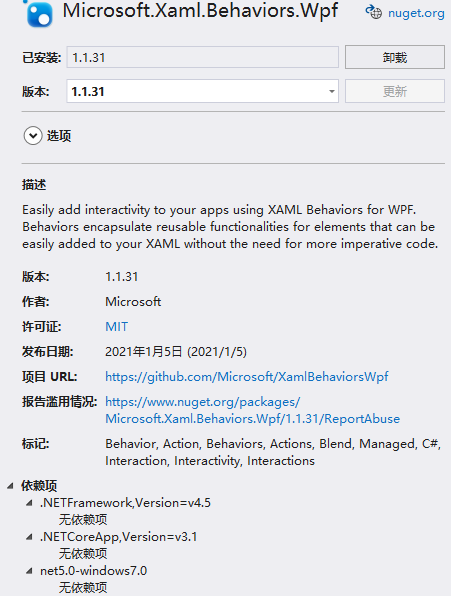 Microsoft.Xaml.Behaviors.Wpf nuget.org
已安装: 1.1.31 卸载
版本: 1.1.31 更新
选项
描述
Easily add interactivity to your apps using XAML Behaviors for WPF.
Behaviors encapsulate reusable functionalities for elements that can be
easily added to your XAML without the need for more imperative code.
版本: 1.1.31
作者: Microsoft
许可证: MIT
发布日期: 2021年1月5日 (2021/1/5)
项目 URL: https://github.com/Microsoft/XamlBehaviorsWpf
报告滥用情况: https://www.nuget.org/packages/
Microsoft.Xaml.Behaviors.Wpf/1.1.31/ReportAbuse
标记: Behavior, Action, Behaviors, Actions, Blend, Managed, C#,
Interaction, Interactivity, Interactions
依赖项
.NETFramework,Version=v4.5
无依赖项
.NETCoreApp,Version=v3.1
无依赖项
net5.0-windows7.0
无依赖项